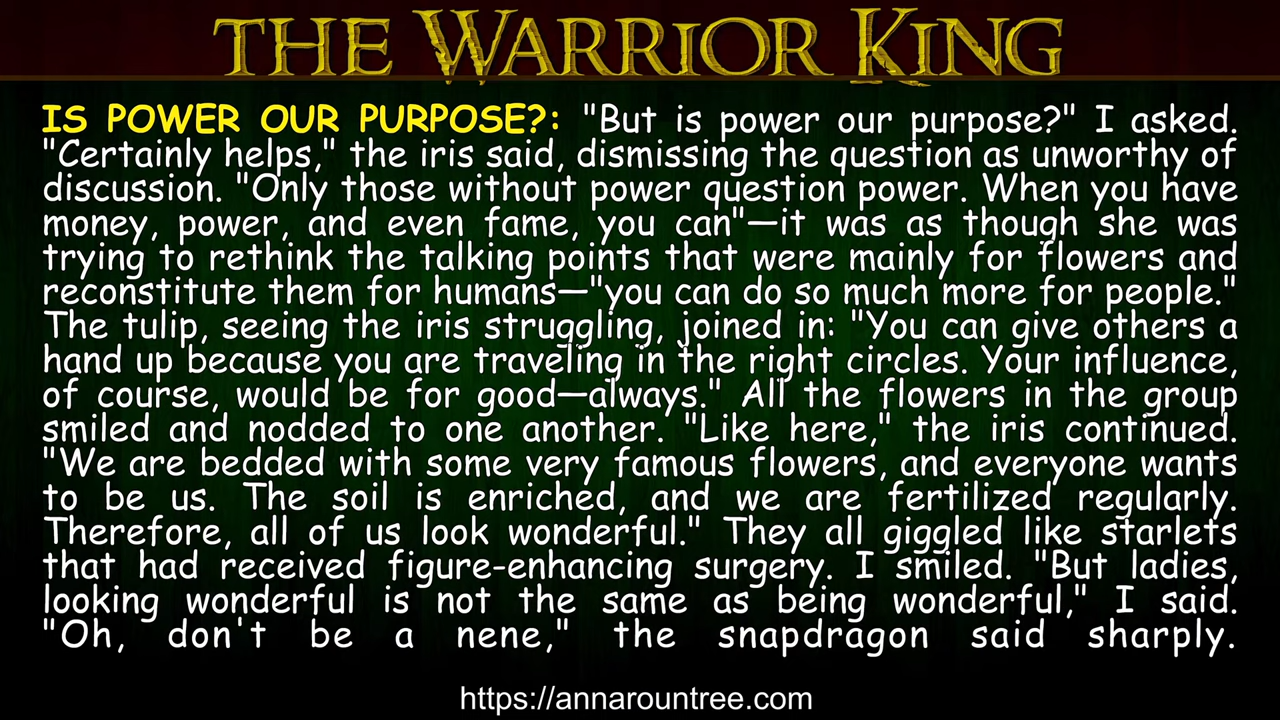 THE WARRIOR KING
IS POWER OUR PURPOSE?: "But is power our purpose?" I asked.
"Certainly helps," the iris said, dismissing the question as unworthy of
discussion. "Only those without power question power. When you have
money, power, and even fame, you can"—it was as though she was
trying to rethink the talking points that were mainly for flowers and
reconstitute them for humans—"you can do so much more for people."
The tulip, seeing the iris struggling, joined in: "You can give others a
hand up because you are traveling in the right circles. Your influence,
of course, would be for good—always." All the flowers in the group
smiled and nodded to one another. "Like here," the iris continued.
"We are bedded with some very famous flowers, and everyone wants
to be us. The soil is enriched, and we are fertilized regularly.
Therefore, all of us look wonderful." They all giggled like starlets
that had received figure-enhancing surgery. I smiled. "But ladies,
looking wonderful is not the same as being wonderful," I said.
"Oh, don't be a nene," the snapdragon said sharply.
https://annarountree.com